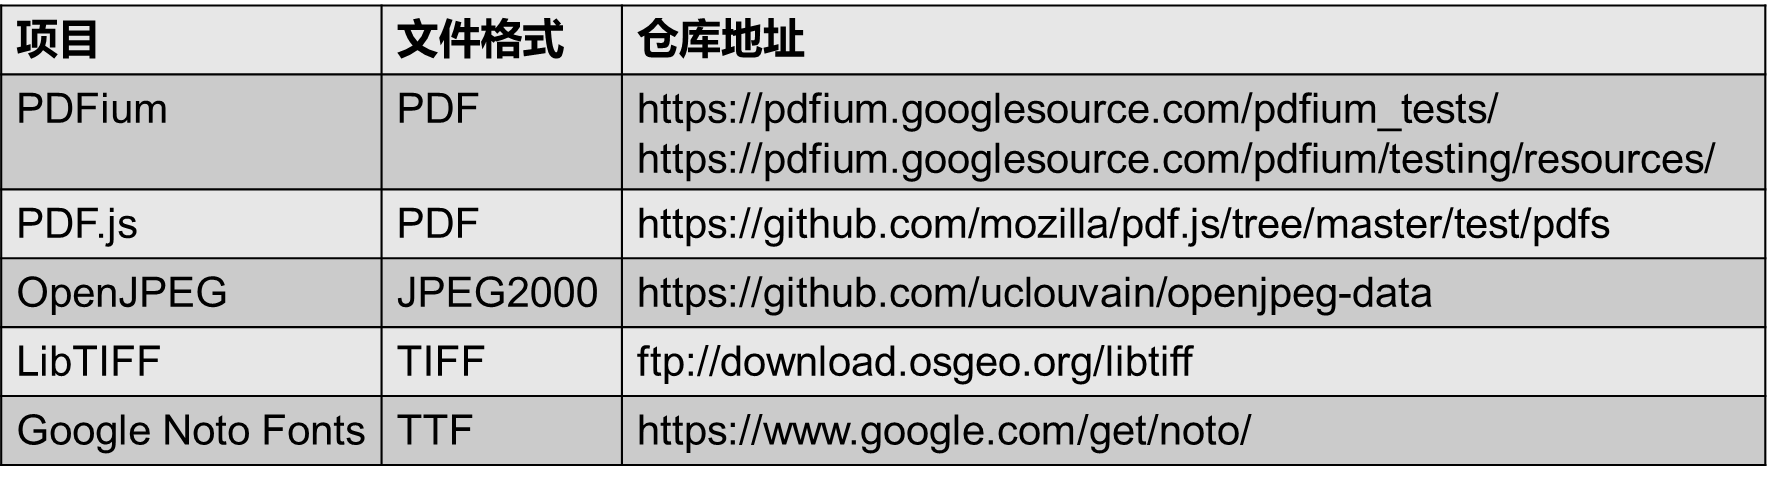 项目 文件格式 仓库地址
PDFium PDF https://pdfium.googlesource.com/pdfium_tests/
https://pdfium.googlesource.com/pdfium/testing/resources/
PDF.js PDF https://github.com/mozilla/pdf.js/tree/master/test/pdfs
OpenJPEG JPEG2000 https://github.com/uclouvain/openjpeg-data
LibTIFF TIFF ftp://download.osgeo.org/libtiff
Google Noto Fonts TTF https://www.google.com/get/noto/